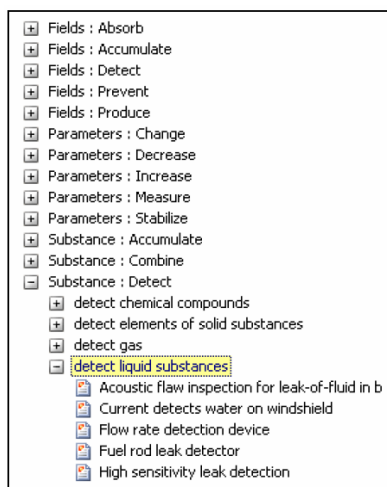 Fields : Absorb
Fields : Accumulate
Fields : Detect
Fields : Prevent
Fields : Produce
Parameters : Change
Parameters : Decrease
Parameters : Increase
Parameters : Measure
Parameters : Stabilize
Substance : Accumulate
Substance : Combine
Substance : Detect
detect chemical compounds
detect elements of solid substances
detect gas
detect liquid substances
Acoustic flaw inspection for leak-of-fluid in b
Current detects water on windshield
Flow rate detection device
Fuel rod leak detector
High sensitivity leak detection